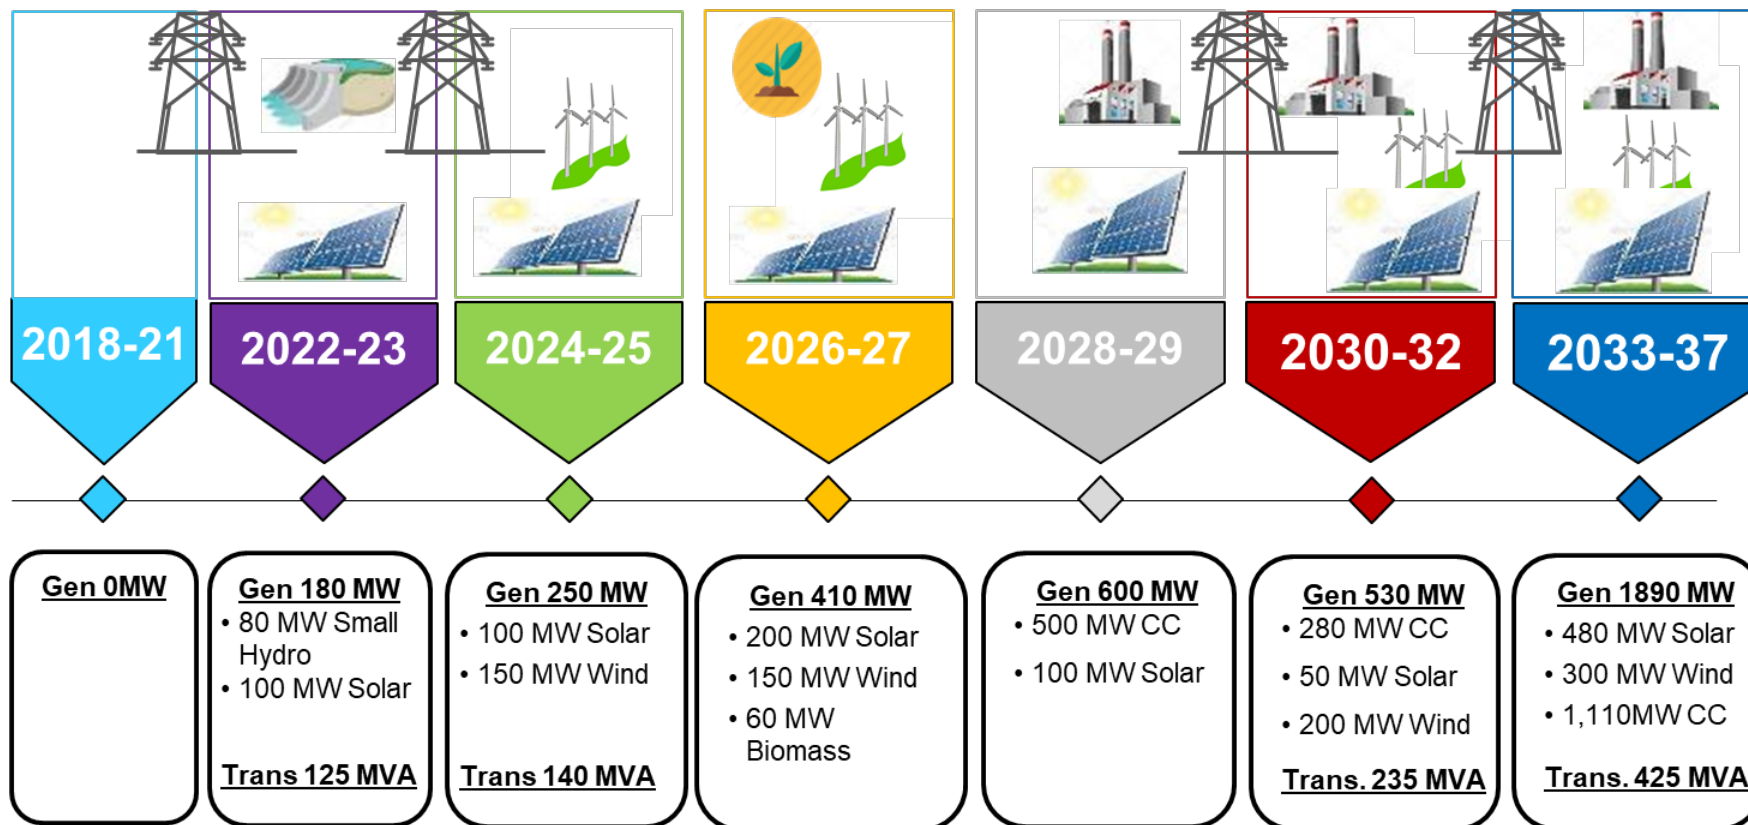 2018-21
2022-23
2024-25
2026-27
2028-29
2030-32
2033-37
Gen 0MW
Gen 180 MW
• 80 MW Small
Hydro
• 100 MW Solar
Trans 125 MVA
Gen 250 MW
• 100 MW Solar
• 150 MW Wind
Trans 140 MVA
Gen 410 MW
• 200 MW Solar
• 150 MW Wind
• 60 MW
Biomass
Gen 600 MW
• 500 MW CC
• 100 MW Solar
Gen 530 MW
• 280 MW CC
• 50 MW Solar
• 200 MW Wind
Trans. 235 MVA
Gen 1890 MW
• 480 MW Solar
• 300 MW Wind
• 1,110MW CC
Trans. 425 MVA